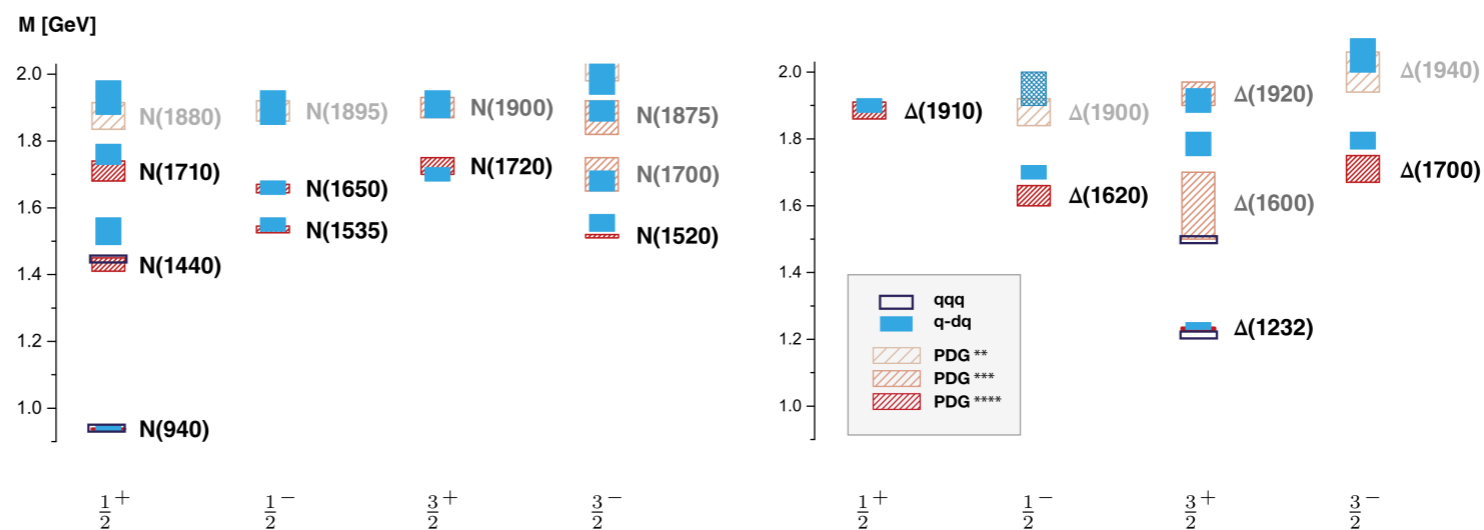 M [GeV]
2.0
1.8
1.6
1.4
1.2
1.0
N(1880)
N(1710)
N(1440)
N(940)
N(1895)
N(1650)
N(1535)
N(1900)
N(1720)
N(1875)
N(1700)
N(1520)
1/2 +
1/2 −
3/2 +
3/2 −
2.0
1.8
1.6
1.4
1.2
1.0
Δ(1910)
Δ(1900)
Δ(1620)
Δ(1920)
Δ(1600)
Δ(1232)
Δ(1940)
Δ(1700)
qqq
q-dq
PDG **
PDG ***
PDG ****
1/2 +
1/2 −
3/2 +
3/2 −